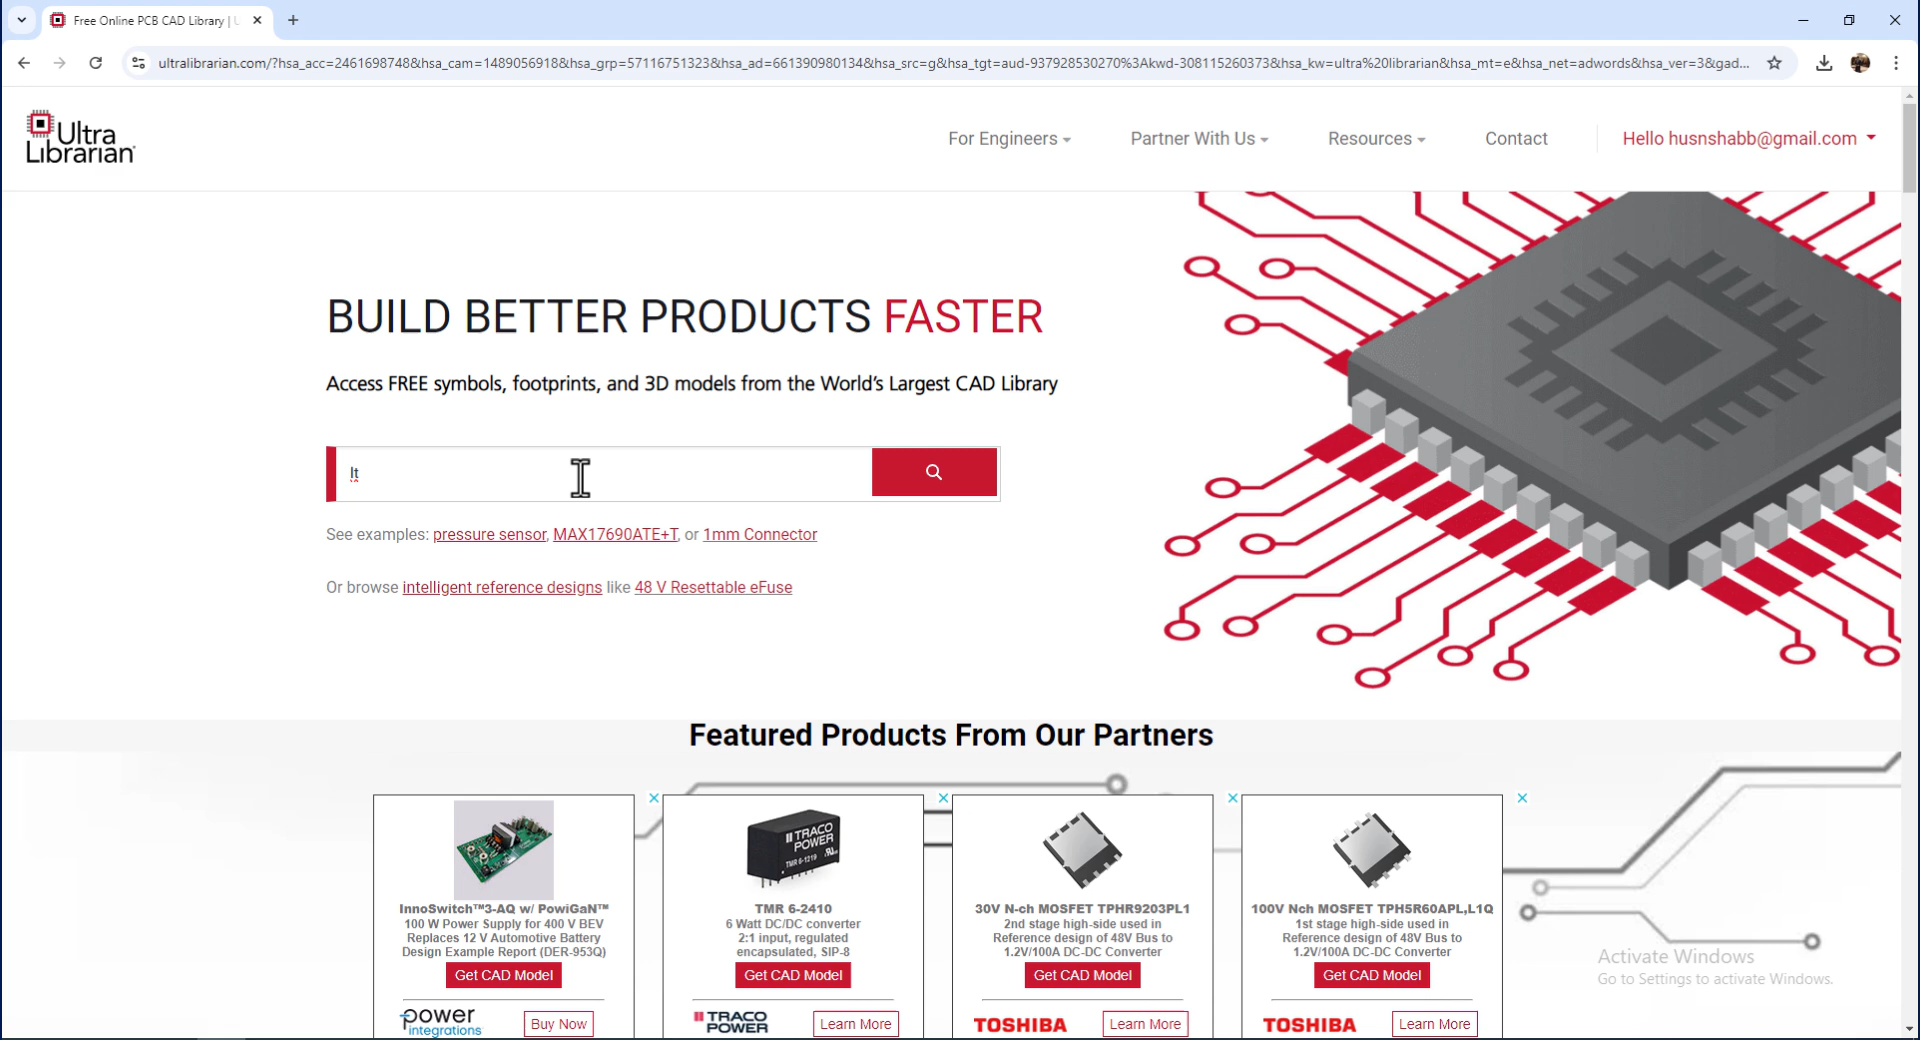 Free Online PCB CAD Library | U
ultralibrarian.com/?hsa_acc=2461698748&hsa_cam=1489056918&hsa_grp=57116751323&hsa_ad=661390980134&hsa_src=g&hsa_tgt=aud-937928530270%3Akwd-308115260373&hsa_kw=ultra%20librarian&hsa_mt=e&hsa_net=adwords&hsa_ver=3&gad...
Ultra
Librarian
For Engineers
Partner With Us
Resources
Contact
Hello husnshabb@gmail.com
BUILD BETTER PRODUCTS FASTER
Access FREE symbols, footprints, and 3D models from the World's Largest CAD Library
lt
See examples: pressure sensor, MAX17690ATE+T, or 1mm Connector
Or browse intelligent reference designs like 48 V Resettable eFuse
Featured Products From Our Partners
InnoSwitch™3-AQ w/ PowiGaN™
100 W Power Supply for 400 V BEV
Replaces 12 V Automotive Battery
Design Example Report (DER-953Q)
Get CAD Model
power
integrations
Buy Now
TRACO
POWER
TMR 6-1219
TMR 6-2410
6 Watt DC/DC converter
2:1 input, regulated
encapsulated, SIP-8
Get CAD Model
TRACO
POWER
Learn More
30V N-ch MOSFET TPHR9203PL1
2nd stage high-side used in
Reference design of 48V Bus to
1.2V/100A DC-DC Converter
Get CAD Model
TOSHIBA
Learn More
100V Nch MOSFET TPH5R60APL,L1Q
1st stage high-side used in
Reference design of 48V Bus to
1.2V/100A DC-DC Converter
Get CAD Model
TOSHIBA
Learn More
Activate Windows
Go to Settings to activate Windows.